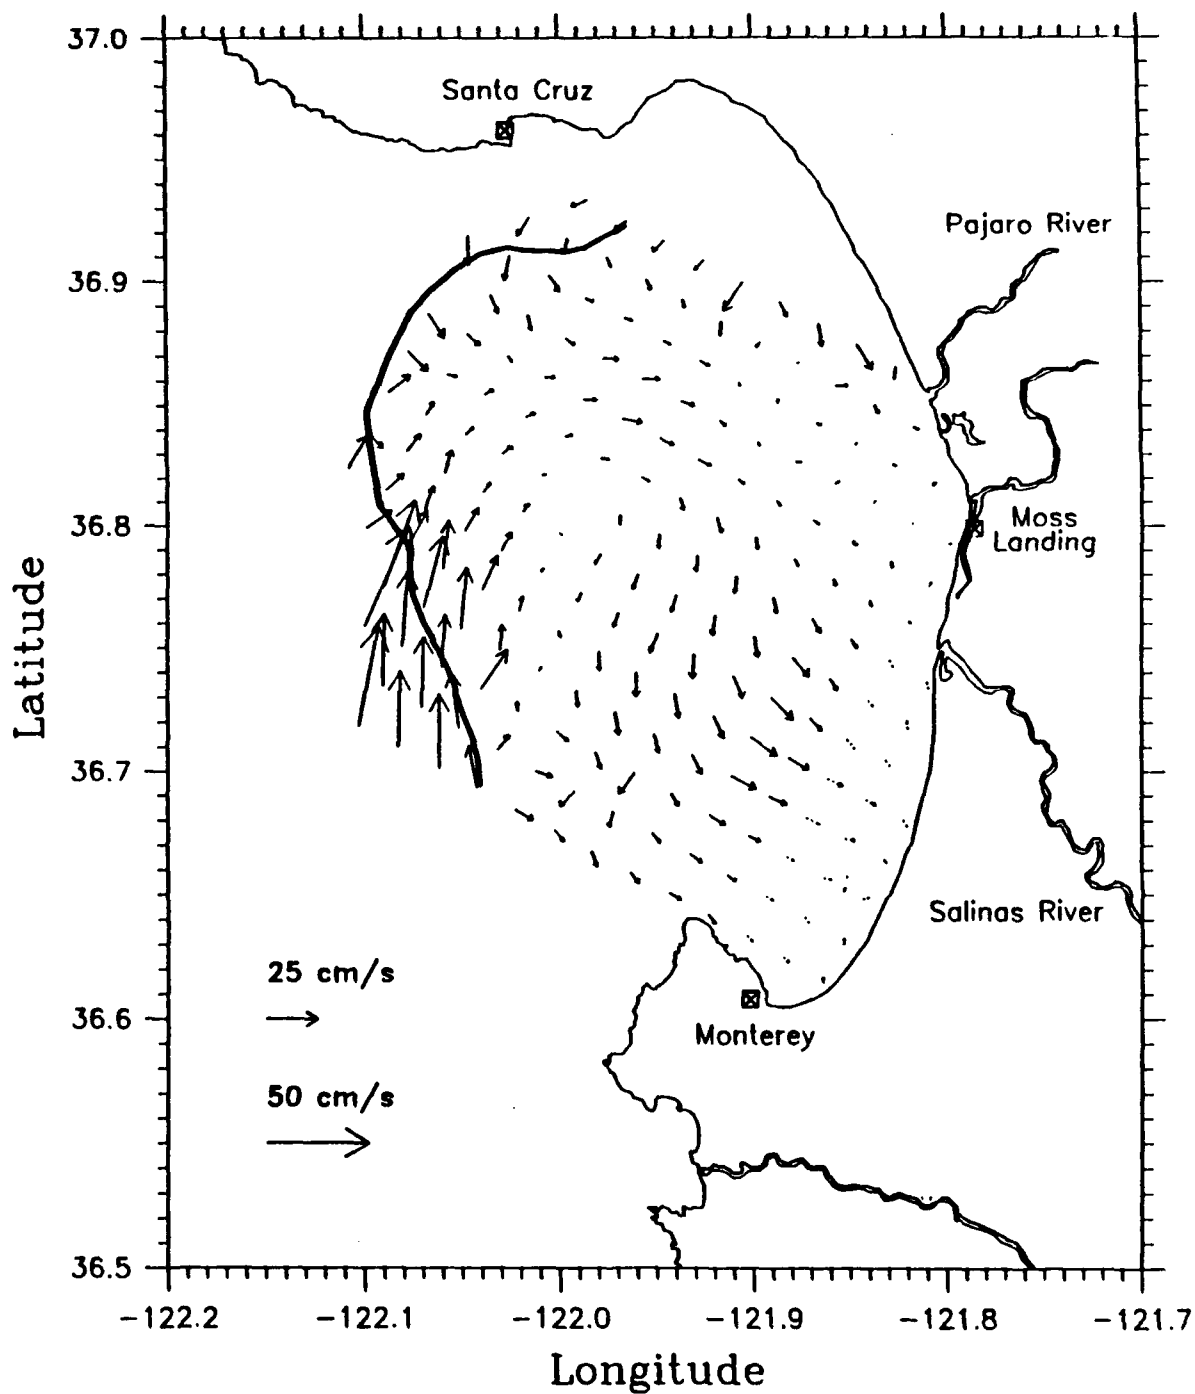 37.0
Santa Cruz
Pajaro River
36.9
36.8
Moss
Landing
Latitude
36.7
Salinas River
25 cm/s
36.6
Monterey
50 cm/s
36.5
-122.2
-122.1
-122.0
-121.9
-121.8
-121.7
Longitude